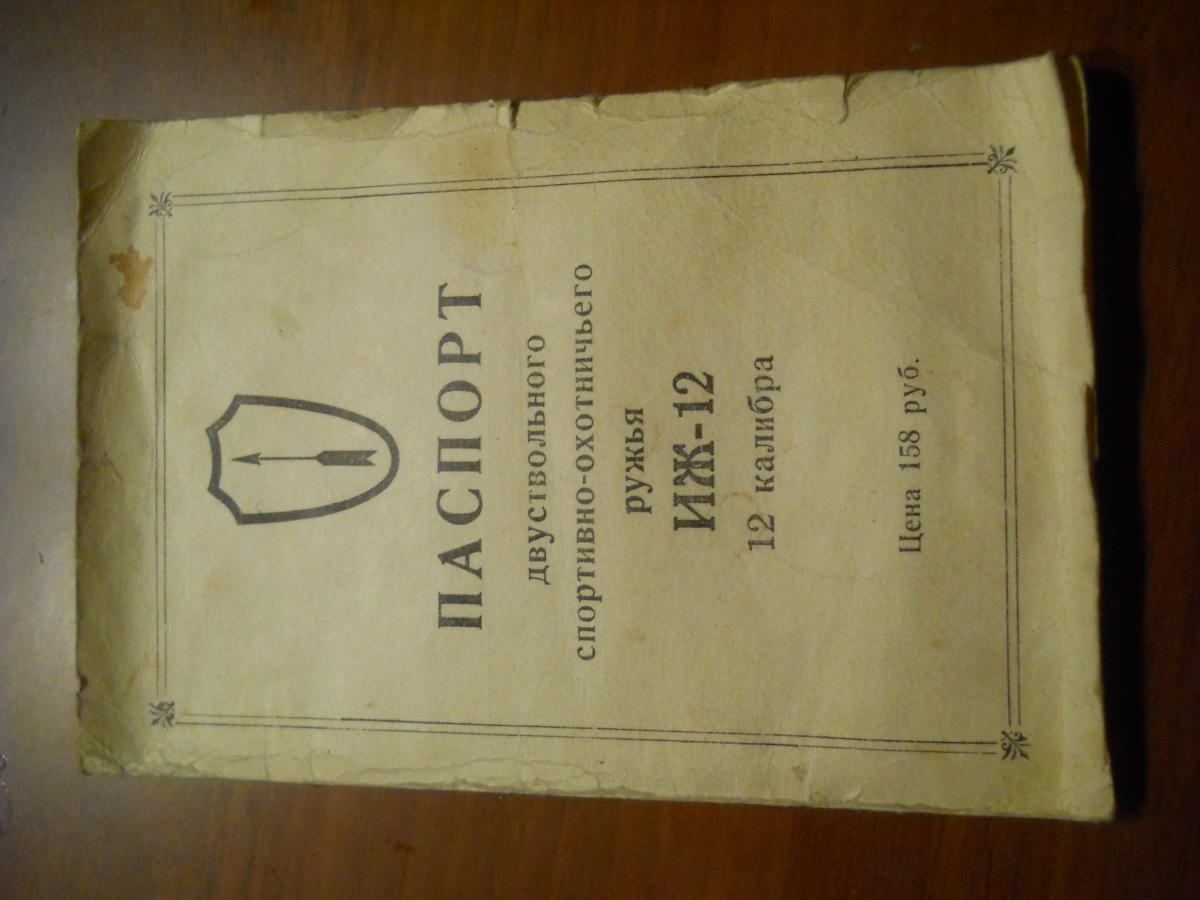 ПАСПОРТ
двуствольного
спортивно-охотничьего
ружья
ИЖ-12
12 калибра
Цена 158 руб.